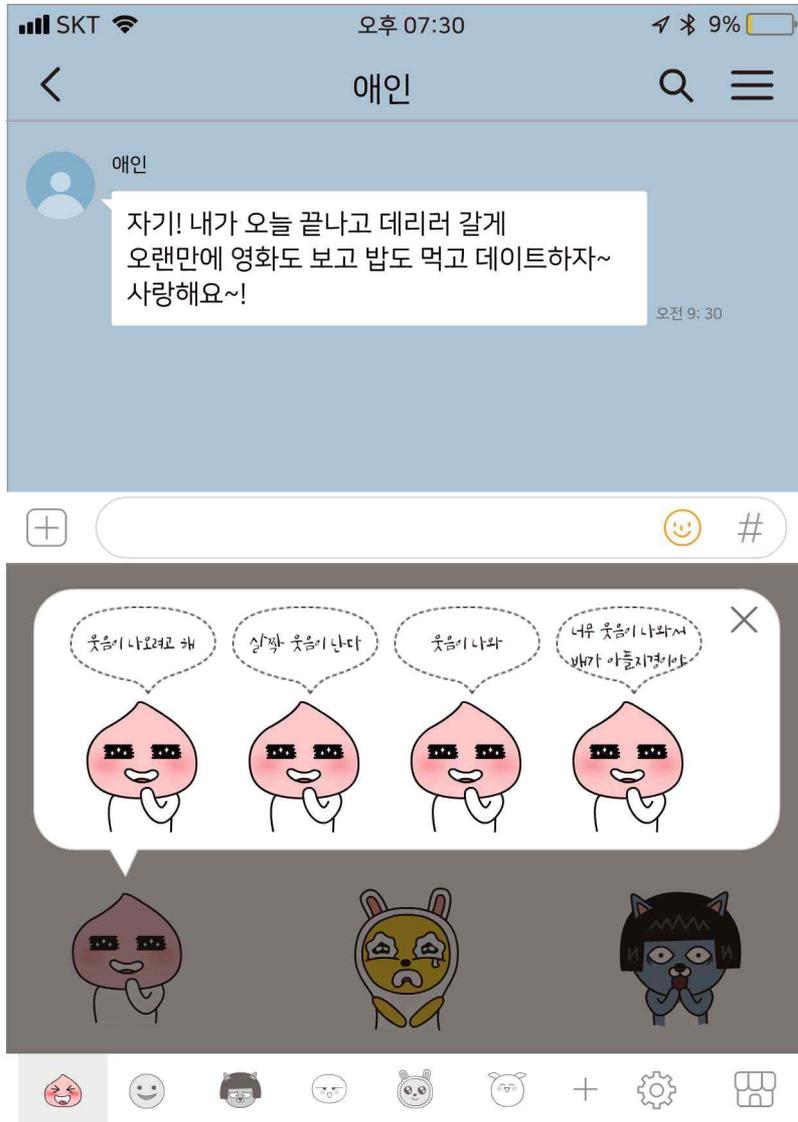 SKT 오후 07:30 9%
애인
애인
자기! 내가 오늘 끝나고 데리러 갈게
오랜만에 영화도 보고 밥도 먹고 데이트하자~
사랑해요~!
오전 9: 30
#
웃음이 나오려고 해
살짝 웃음이 난다
웃음이 나와
너무 웃음이 나와서
배가 아플지경이야